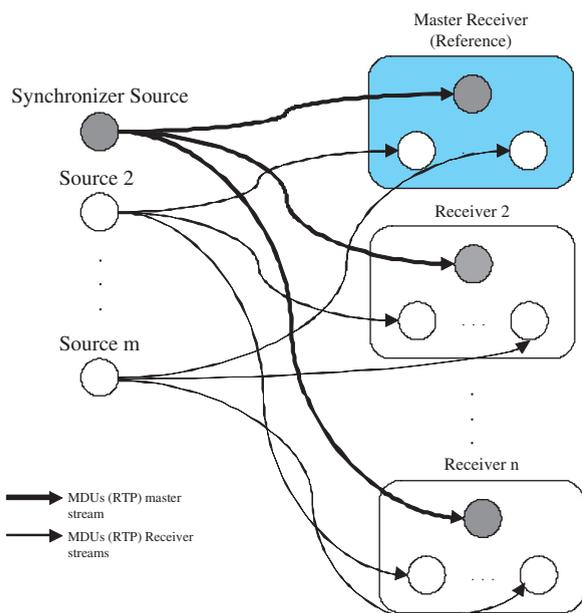 Master Receiver
(Reference)
Synchronizer Source
Source 2
Receiver 2
. . .
Source m
Receiver n
. . .
MDUs (RTP) master
stream
MDUs (RTP) Receiver
streams